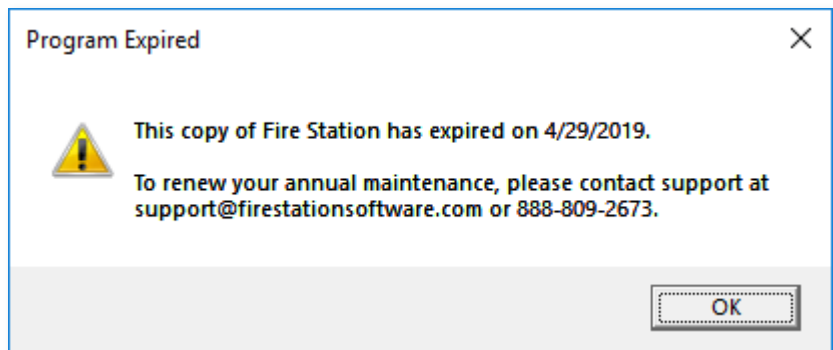 Program Expired
This copy of Fire Station has expired on 4/29/2019.
To renew your annual maintenance, please contact support at
support@firestationsoftware.com or 888-809-2673.
OK